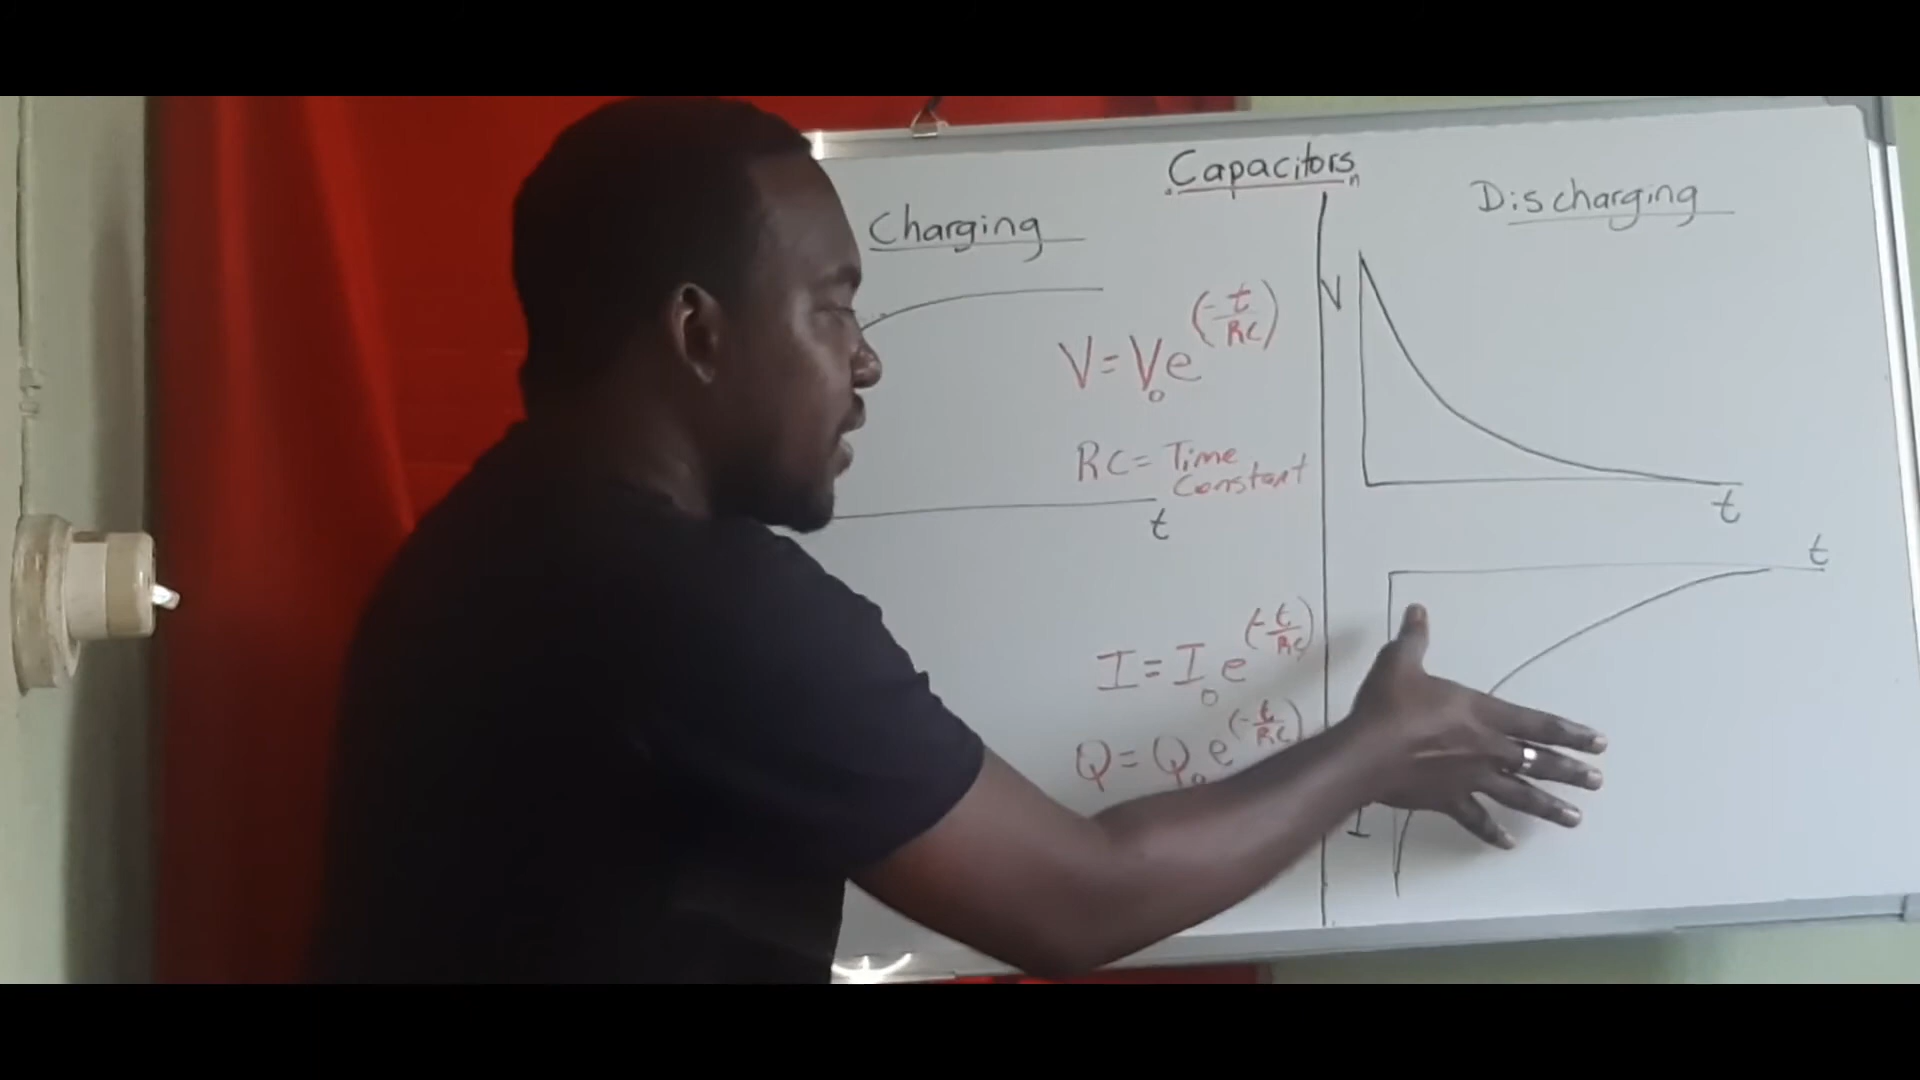 Capacitors
Charging
V = V₀e^(-t/RC)
RC = Time
Constant
t
I = I₀e^(-t/RC)
Q = Q₀e^(-t/RC)
Discharging
V
t
t
I